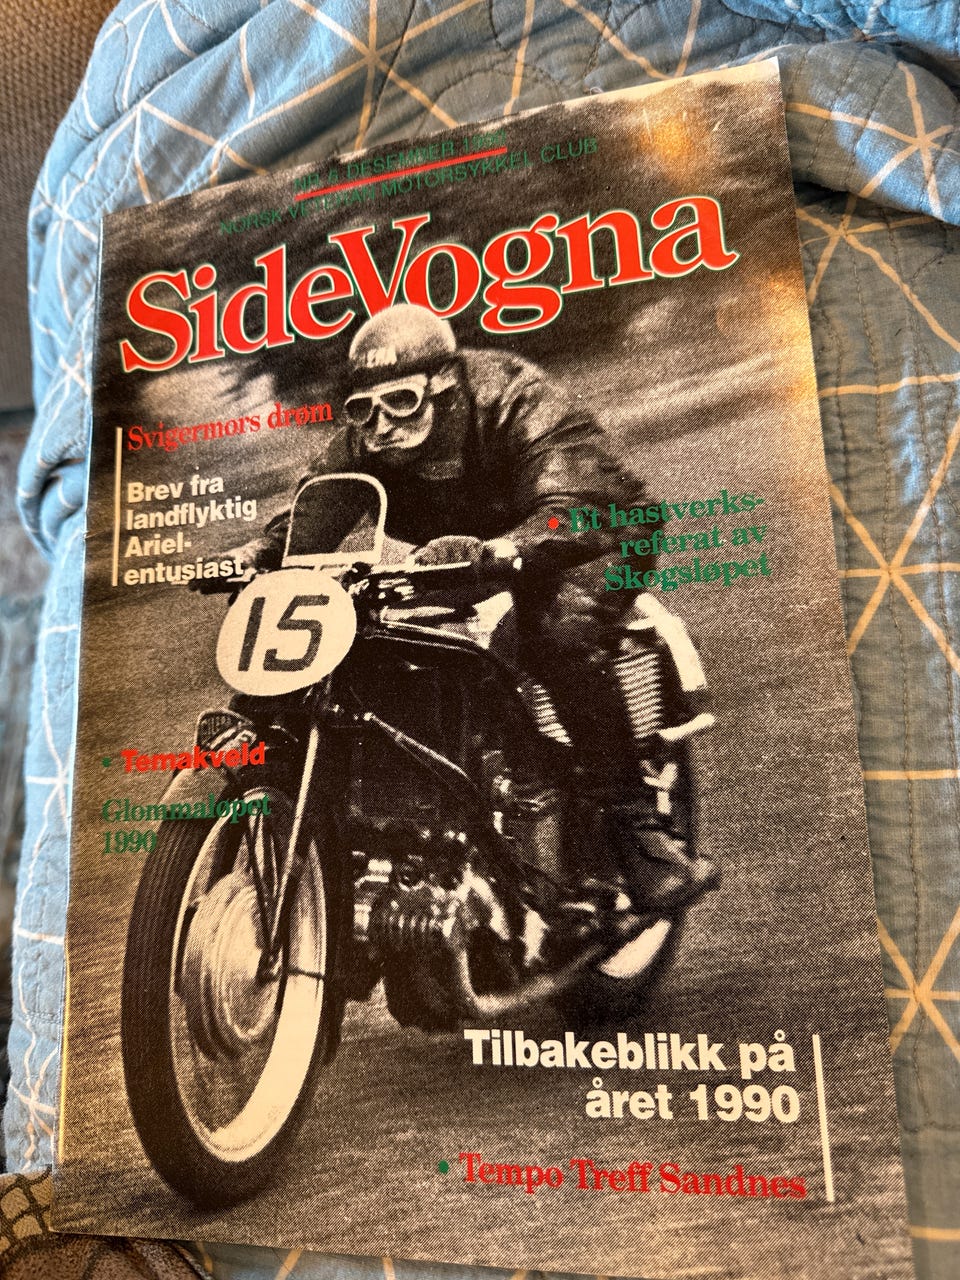 DESEMBER
NORSK VETERAN MOTORSYKKEL CLUB
SideVogna
Svigermors drøm
Brev fra
landflyktig
Ariel-
entusiast
15
• Et hastverks-
referat av
Skogsløpet
• Temakveld
Glommaløpet
1990
Tilbakeblikk på
året 1990
• Tempo Treff Sandnes